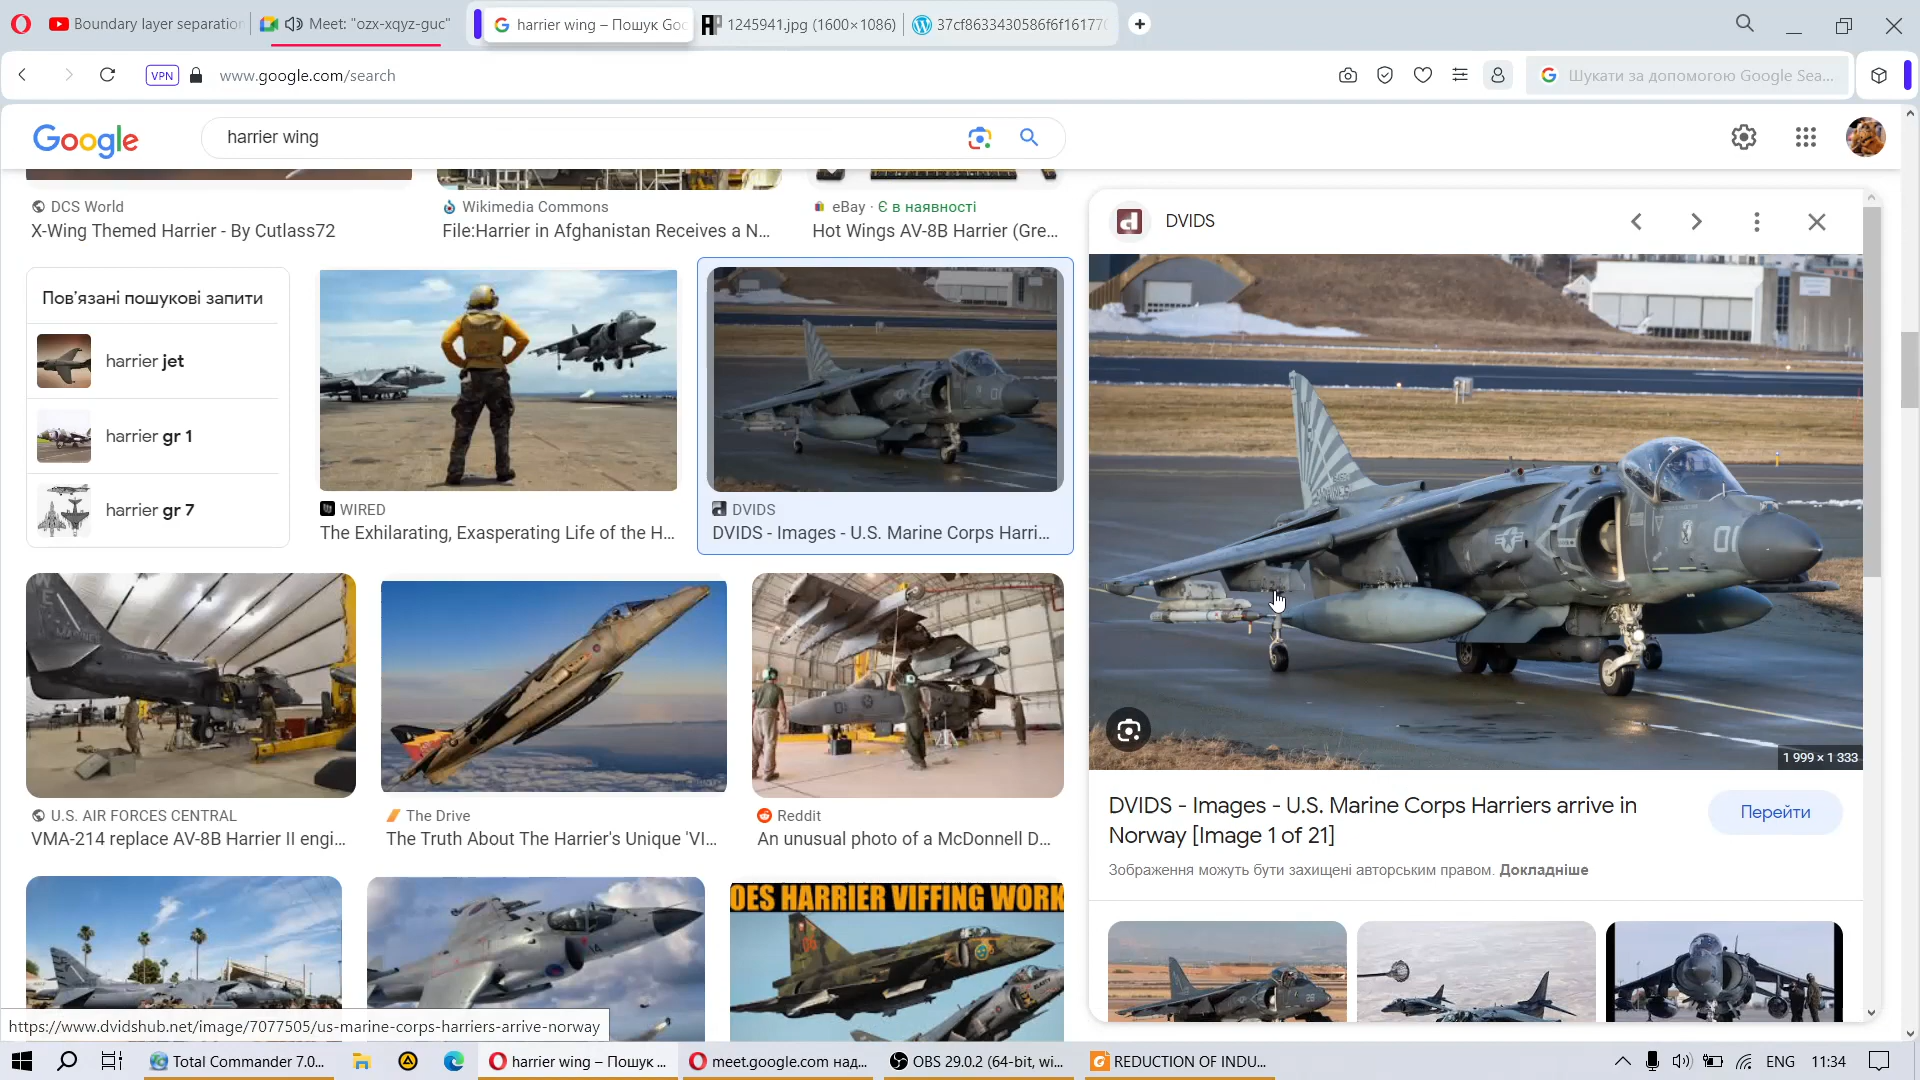 Boundary layer separation
Meet: "ozx-xqyz-guc"
harrier wing – Пошук Goo
1245941.jpg (1600×1086)
37cf8633430586f6f16177
VPN
www.google.com/search
Шукати за допомогою Google Sea...
Google
harrier wing
DCS World
X-Wing Themed Harrier - By Cutlass72
Wikimedia Commons
File:Harrier in Afghanistan Receives a N...
eBay · Є в наявності
Hot Wings AV-8B Harrier (Gre...
DVIDS
Пов'язані пошукові запити
harrier jet
harrier gr 1
harrier gr 7
WIRED
The Exhilarating, Exasperating Life of the H...
DVIDS
DVIDS - Images - U.S. Marine Corps Harri...
01
1 999 × 1 333
U.S. AIR FORCES CENTRAL
VMA-214 replace AV-8B Harrier II engi...
The Drive
The Truth About The Harrier's Unique 'VI...
Reddit
An unusual photo of a McDonnell D...
DVIDS - Images - U.S. Marine Corps Harriers arrive in
Norway [Image 1 of 21]
Перейти
Зображення можуть бути захищені авторським правом. Докладніше
OES HARRIER VIFFING WORK
https://www.dvidshub.net/image/7077505/us-marine-corps-harriers-arrive-norway
Total Commander 7.0...
harrier wing – Пошук ...
meet.google.com над...
OBS 29.0.2 (64-bit, wi...
REDUCTION OF INDU...
ENG
11:34